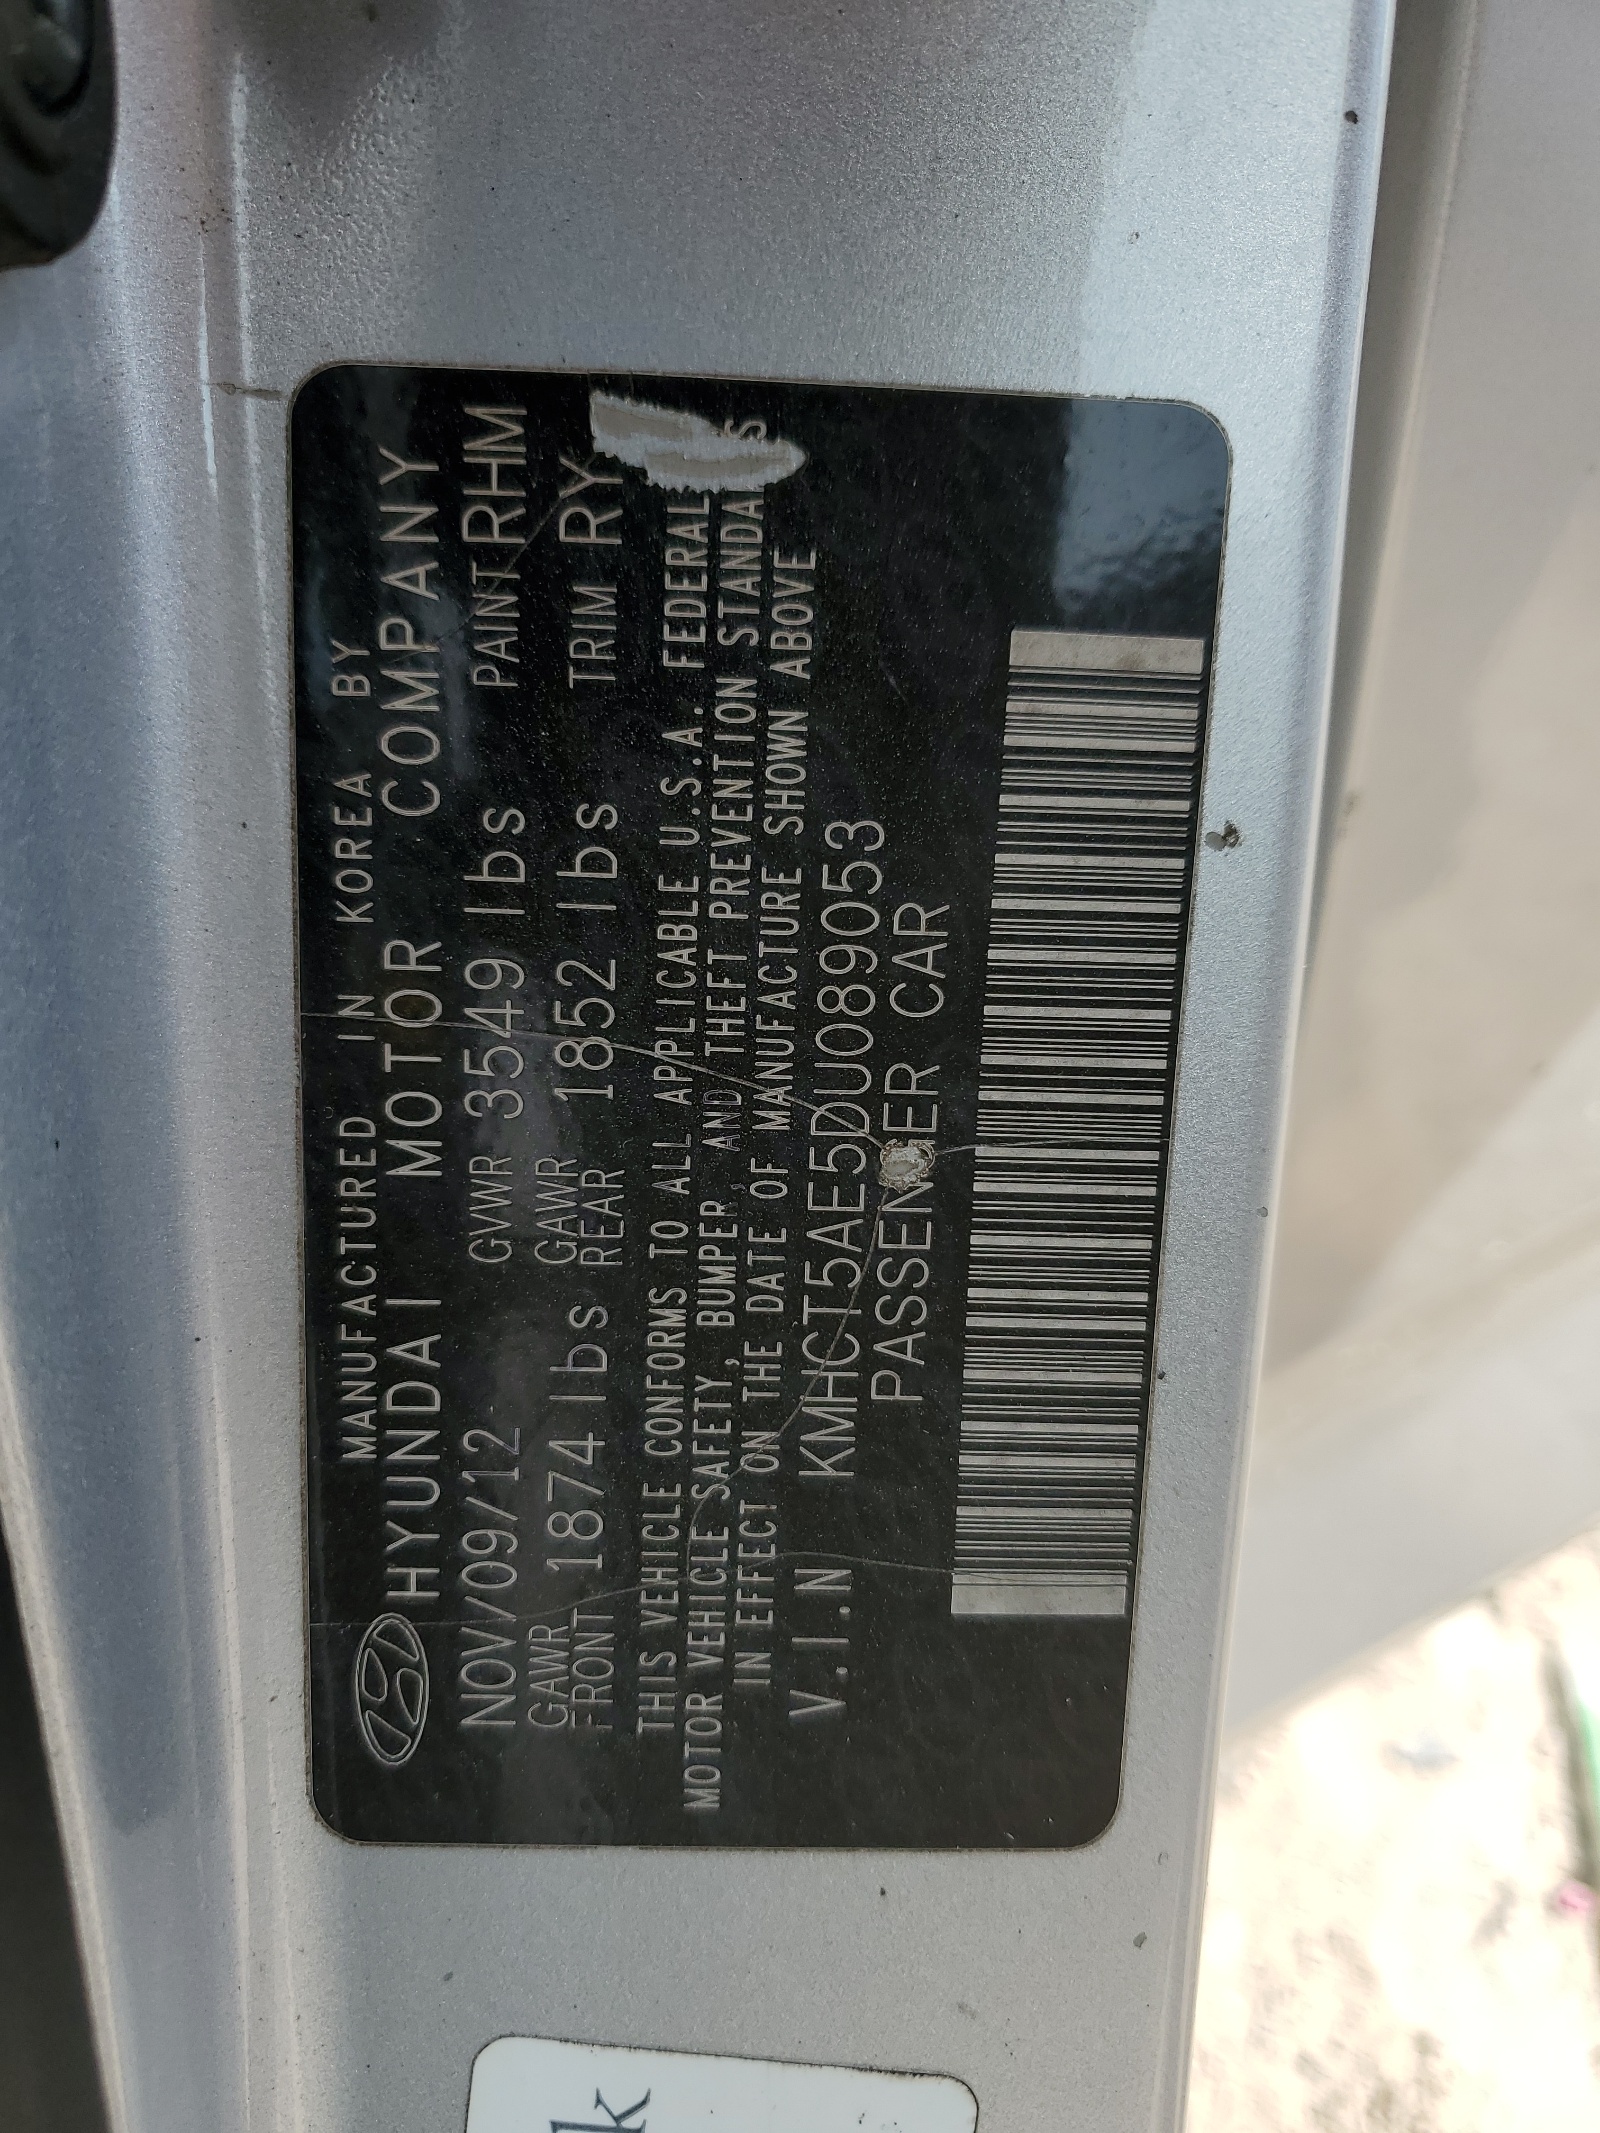 MANUFACTURED IN KOREA BY
HYUNDAI MOTOR COMPANY
NOV/09/12 GVWR 3549 lbs PAINT RHM
GAWR FRONT 1874 lbs GAWR REAR 1852 lbs TRIM RY
THIS VEHICLE CONFORMS TO ALL APPLICABLE U.S.A. FEDERAL
MOTOR VEHICLE SAFETY, BUMPER, AND THEFT PREVENTION STANDARDS
IN EFFECT ON THE DATE OF MANUFACTURE SHOWN ABOVE
V.I.N KMHCT5AE5DU089053
PASSENGER CAR